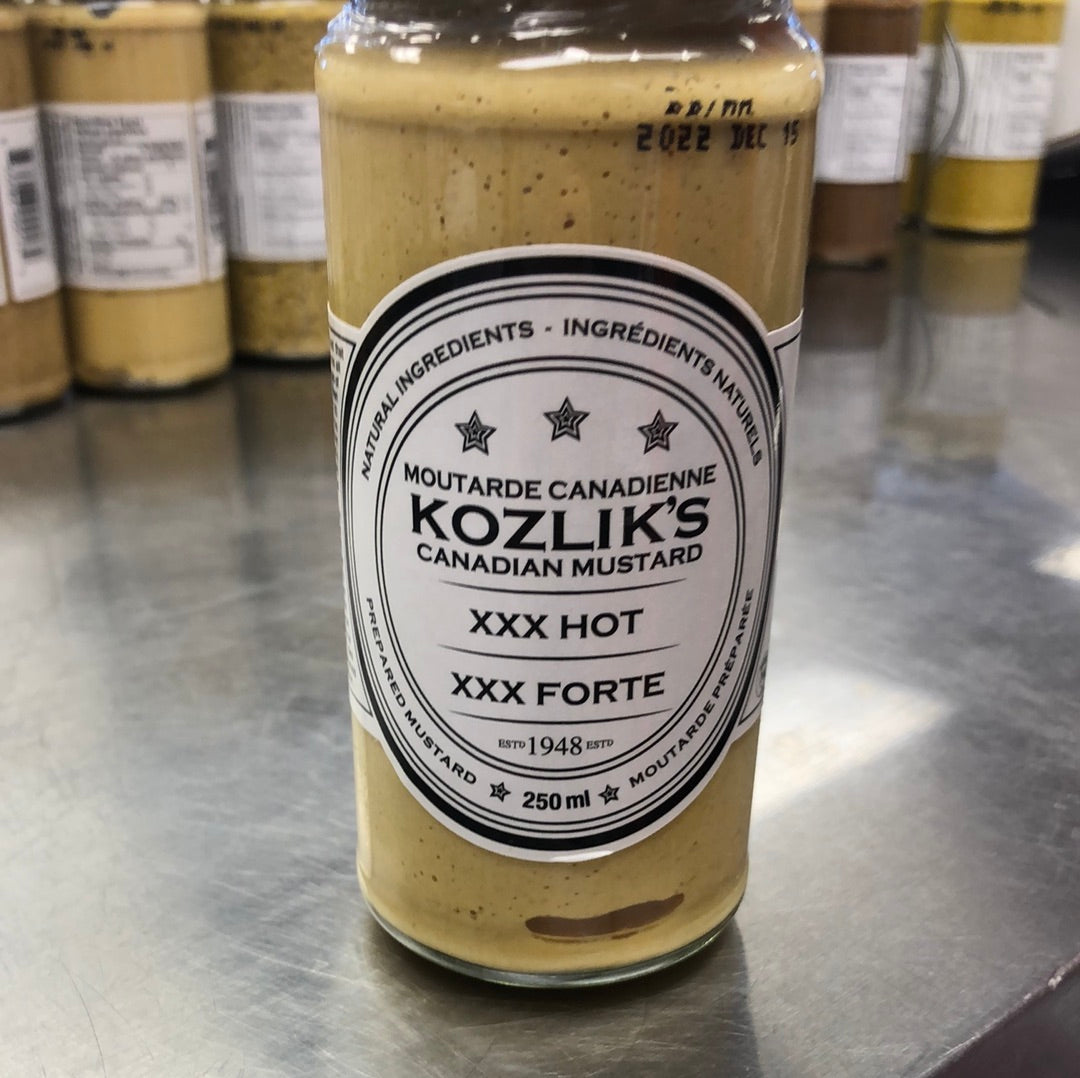 BB/MA
2022 DEC 15
NATURAL INGREDIENTS - INGRÉDIENTS NATURELS
MOUTARDE CANADIENNE
KOZLIK'S
CANADIAN MUSTARD
XXX HOT
XXX FORTE
ESTD 1948 ESTD
PREPARED MUSTARD
250 ml
MOUTARDE PRÉPARÉE